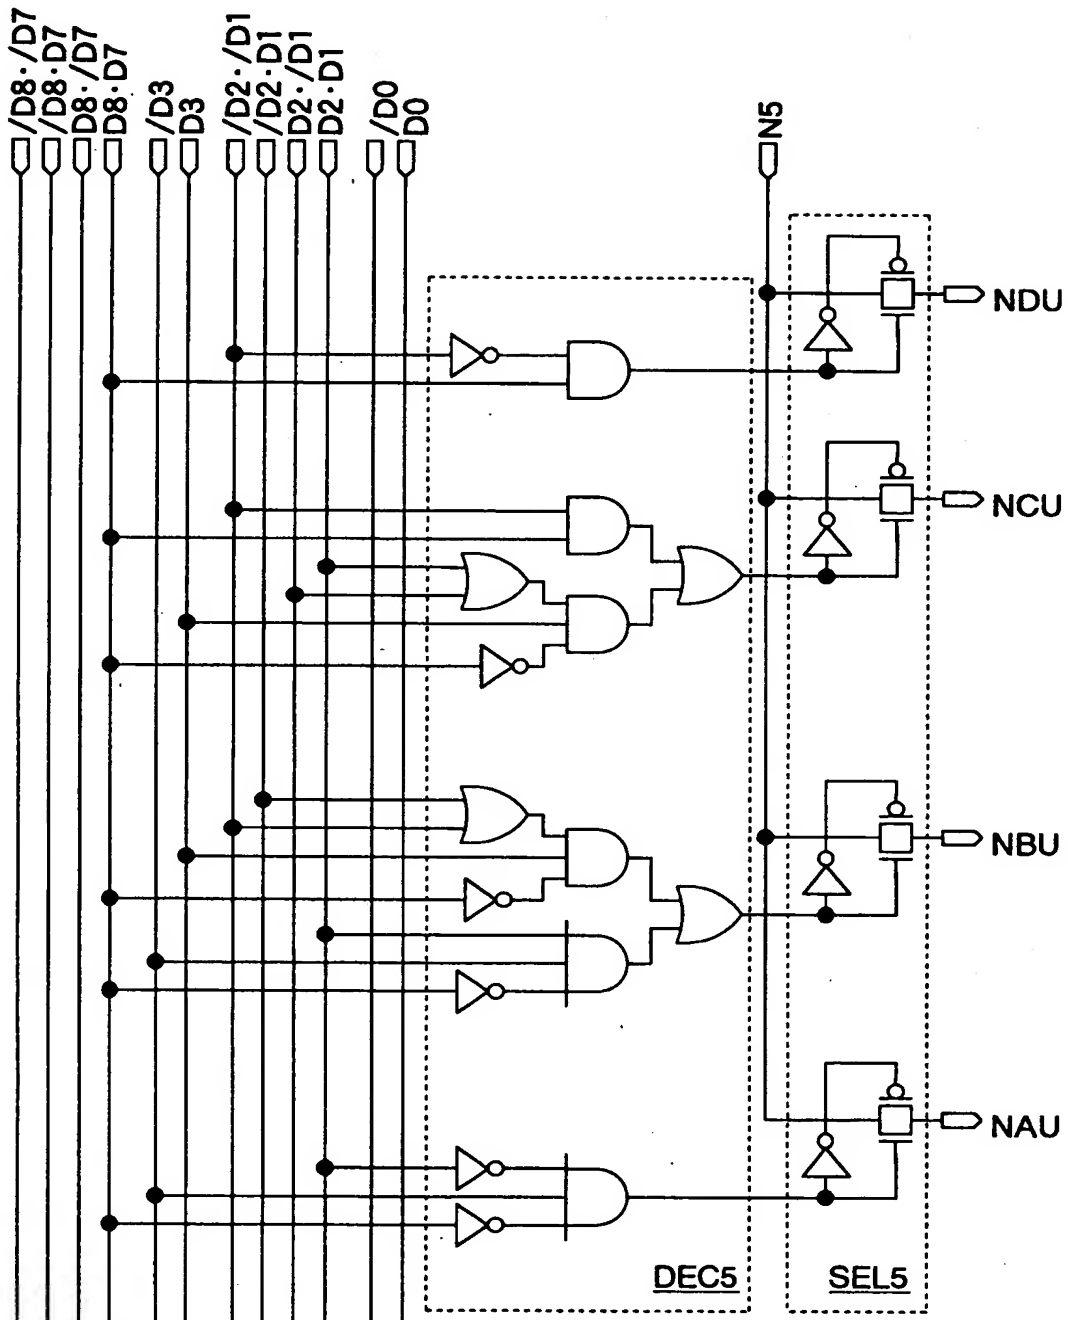 /D8·/D7
/D8·D7
D8·/D7
D8·D7
/D3
D3
/D2·/D1
/D2·D1
D2·/D1
D2·D1
/D0
D0
N5
NDU
NCU
NBU
NAU
DEC5
SEL5